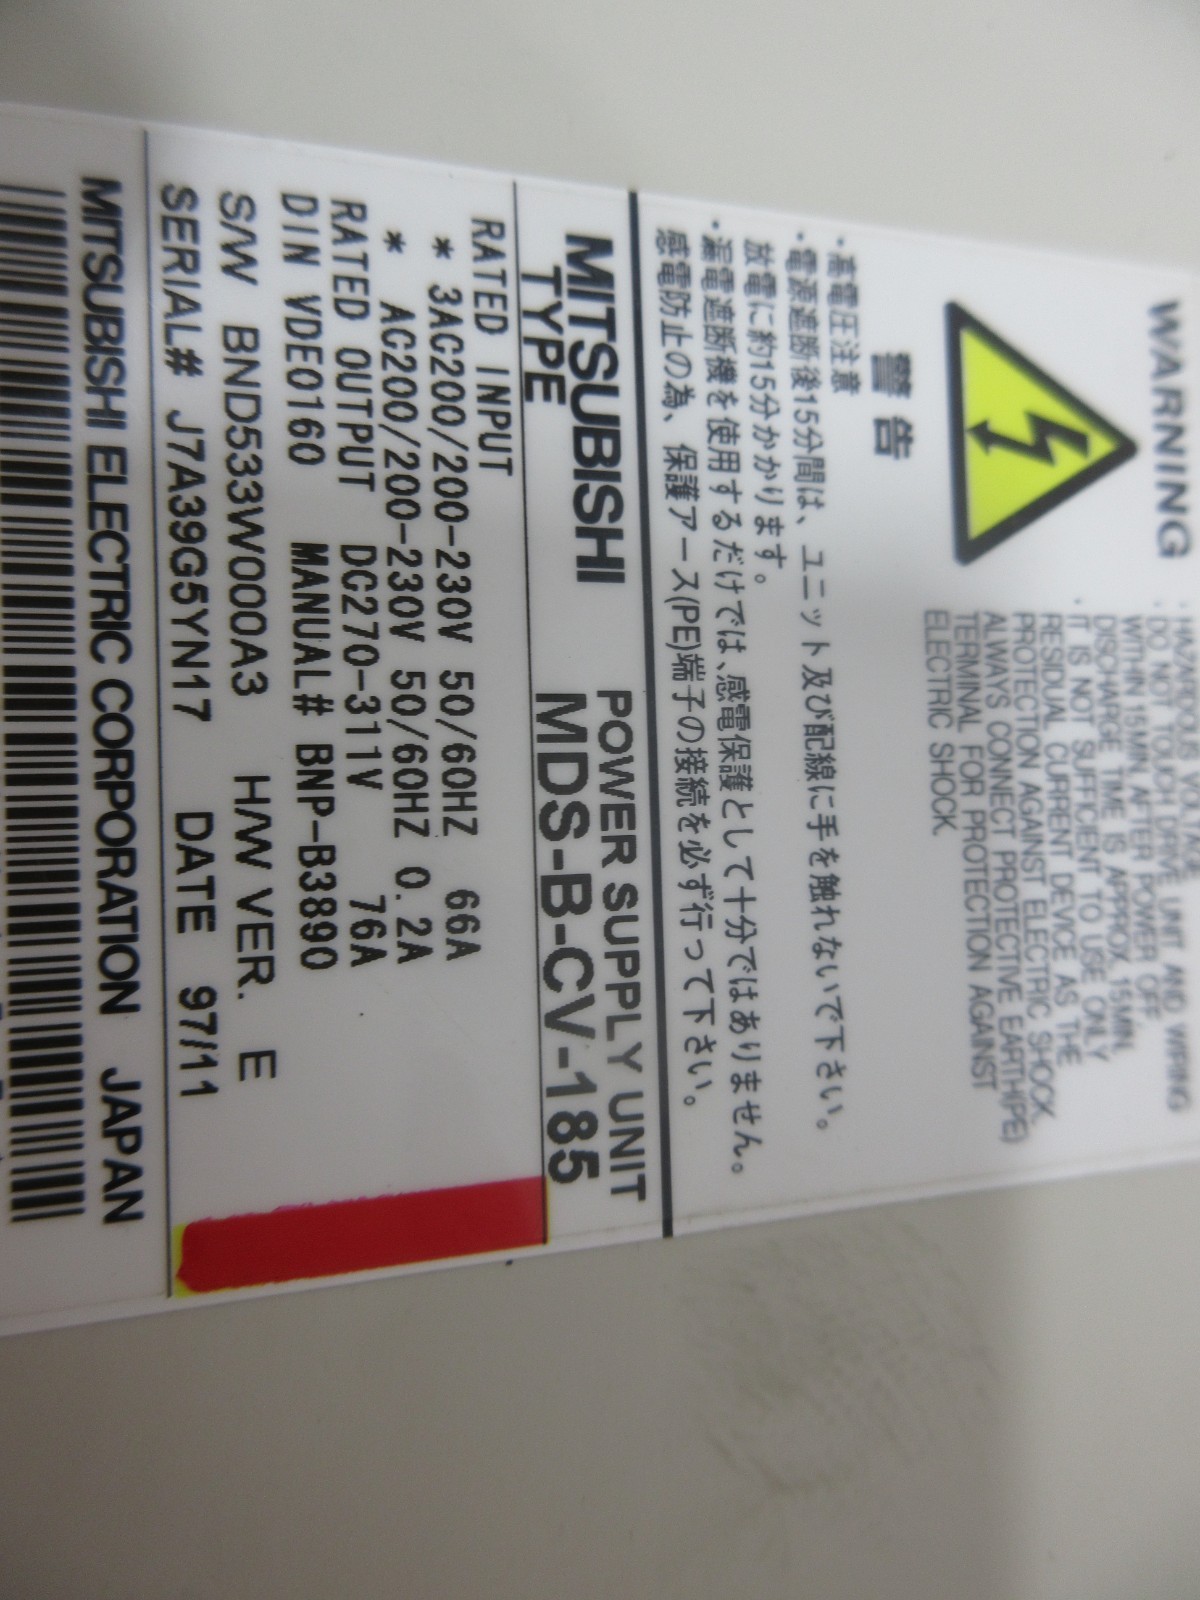 WARNING
· HAZARDOUS VOLTAGE
· DO NOT TOUCH DRIVE UNIT AND WIRING
WITHIN 15MIN. AFTER POWER OFF.
DISCHARGE TIME IS APPROX. 15MIN.
· IT IS NOT SUFFICIENT TO USE ONLY
RESIDUAL CURRENT DEVICE AS THE
PROTECTION AGAINST ELECTRIC SHOCK.
ALWAYS CONNECT PROTECTIVE EARTH(PE)
TERMINAL FOR PROTECTION AGAINST
ELECTRIC SHOCK.
警告
· 高電圧注意
· 電源遮断後15分間は、ユニット及び配線に手を触れないで下さい。
放電に約15分かかります。
· 漏電遮断機を使用するだけでは、感電保護として十分ではありません。
感電防止の為、保護アース(PE)端子の接続を必ず行って下さい。
MITSUBISHI POWER SUPPLY UNIT
TYPE MDS-B-CV-185
RATED INPUT
* 3AC200/200-230V 50/60HZ 66A
* AC200/200-230V 50/60HZ 0.2A
RATED OUTPUT DC270-311V 76A
DIN VDE0160 MANUAL# BNP-B3890
S/W BND533W000A3 H/W VER. E
SERIAL# J7A39G5YN17 DATE 97/11
MITSUBISHI ELECTRIC CORPORATION JAPAN